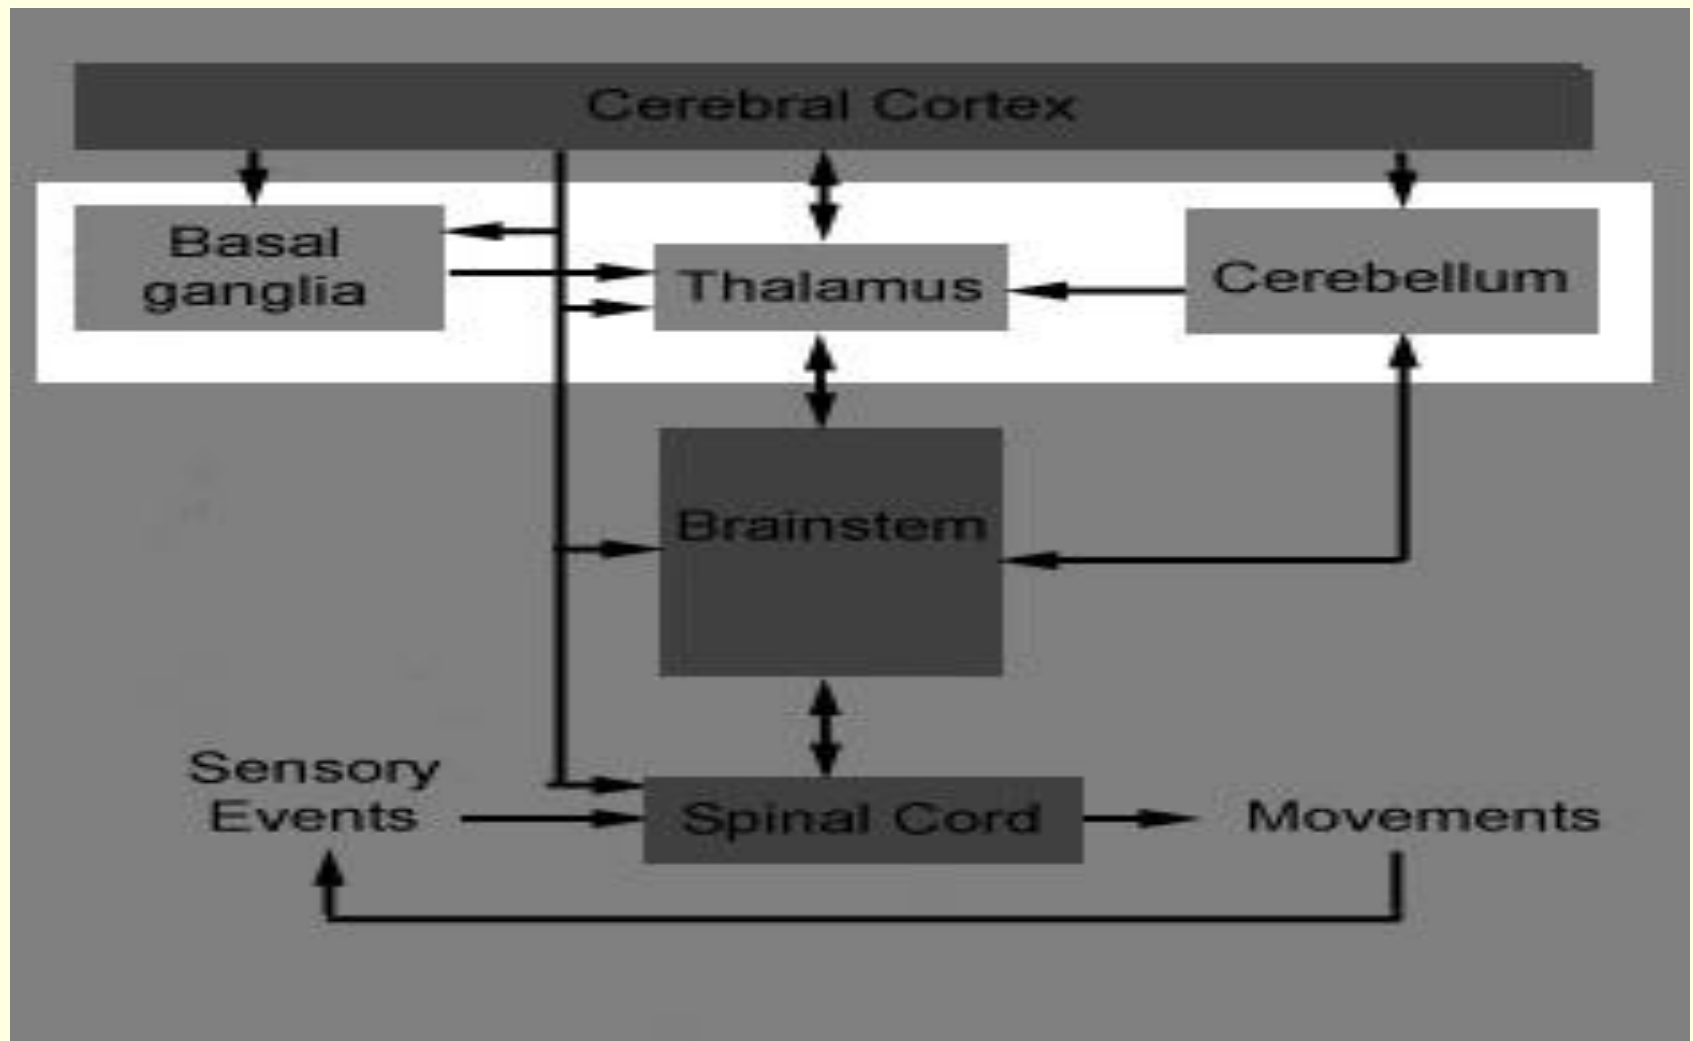 Cerebral Cortex
Basal
ganglia
Thalamus
Cerebellum
Brainstem
Sensory
Events
Spinal Cord
Movements